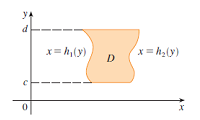 y
d
x = h₁(y)
D
x = h₂(y)
c
0
x